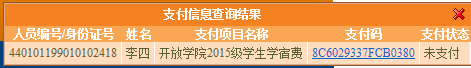 支付信息查询结果
人员编号/身份证号 姓名 支付项目名称 支付码 支付状态
440101199010102418 李四 开放学院2015级学生学宿费 8C6029337FCB0380 未支付